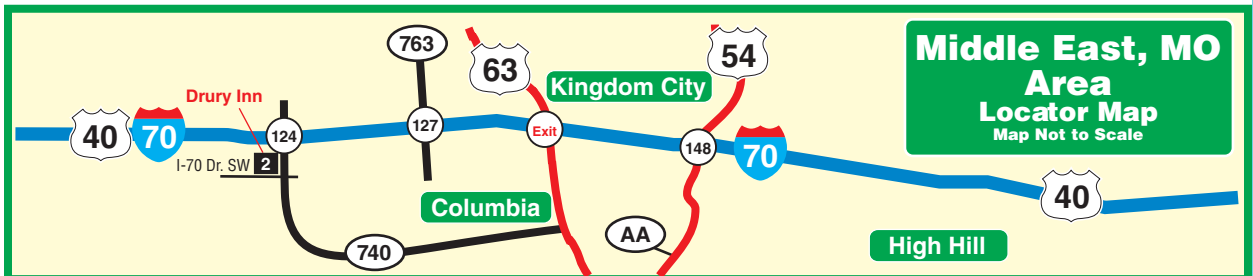 763
63
54
Middle East, MO
Area
Locator Map
Map Not to Scale
Kingdom City
Drury Inn
40
70
124
127
Exit
148
70
I-70 Dr. SW
2
40
Columbia
AA
High Hill
740